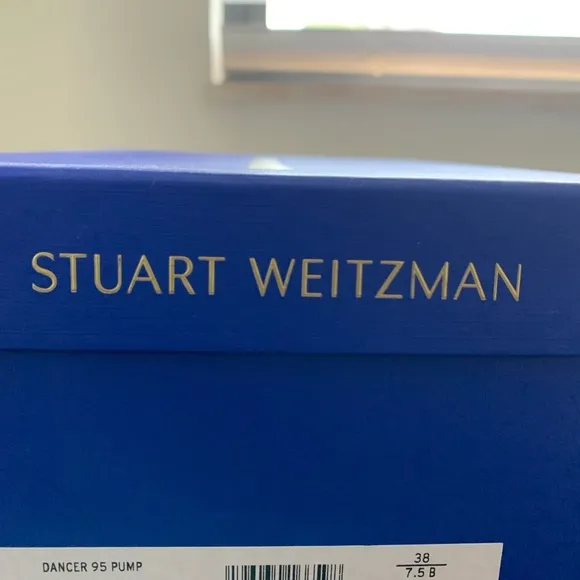 STUART WEITZMAN
DANCER 95 PUMP
38
7.5 B